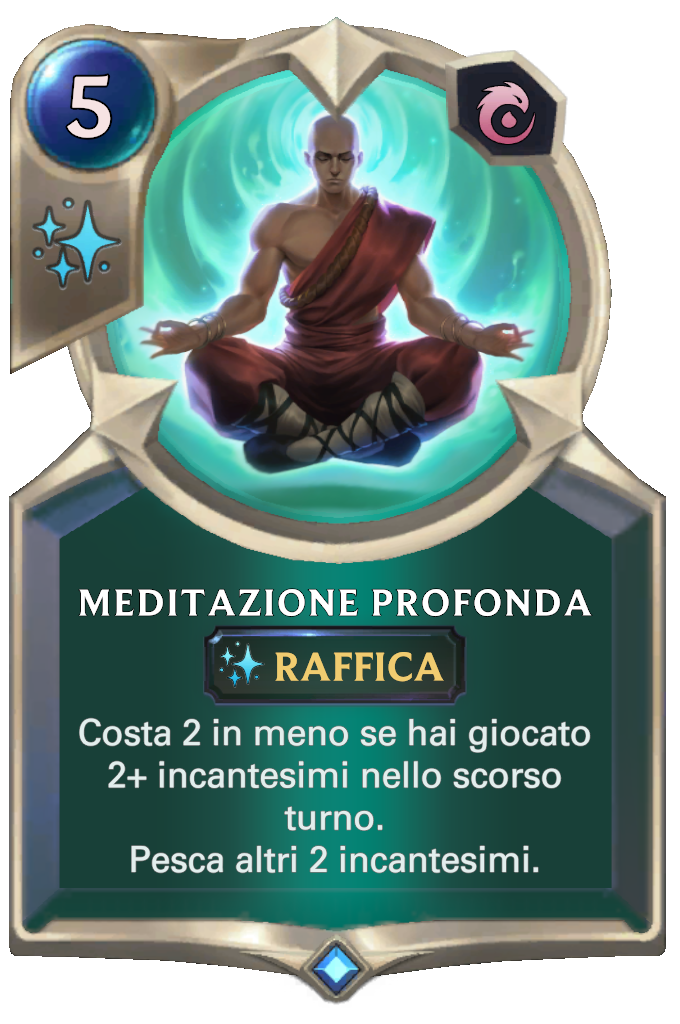 5
MEDITAZIONE PROFONDA
RAFFICA
Costa 2 in meno se hai giocato
2+ incantesimi nello scorso
turno.
Pesca altri 2 incantesimi.